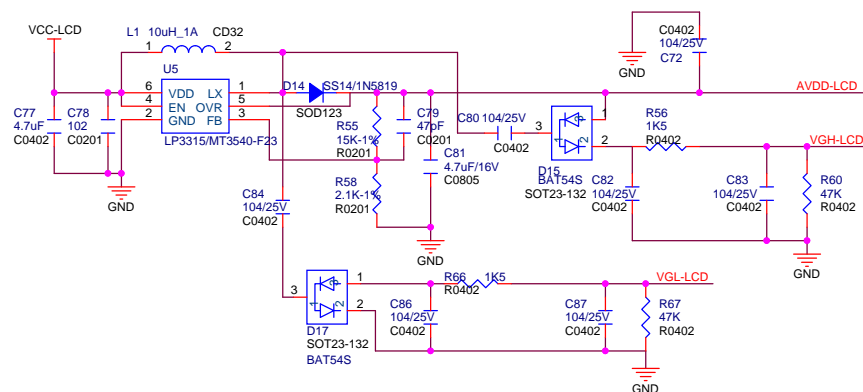 L1 10uH_1A CD32
VCC-LCD
1 2
U5
6 VDD LX 1
4 EN OVR 5
2 GND FB 3
LP3315/MT3540-F23
C77
4.7uF
C0402
C78
102
C0201
GND
D14 SS14/1N5819
SOD123
R55
15K-1%
R0201
C79
47pF
C0201
R58
2.1K-1%
R0201
C81
4.7uF/16V
C0805
GND
C80 104/25V
C0402
3
1
2
1 2
D15
BAT54S
SOT23-132
GND
C0402
104/25V
C72
AVDD-LCD
R56
1K5
R0402
VGH-LCD
C82
104/25V
C0402
C83
104/25V
C0402
R60
47K
R0402
GND
C84
104/25V
C0402
3
1
2
1 2
D17
SOT23-132
BAT54S
R66 1K5
R0402
VGL-LCD
C86
104/25V
C0402
C87
104/25V
C0402
R67
47K
R0402
GND